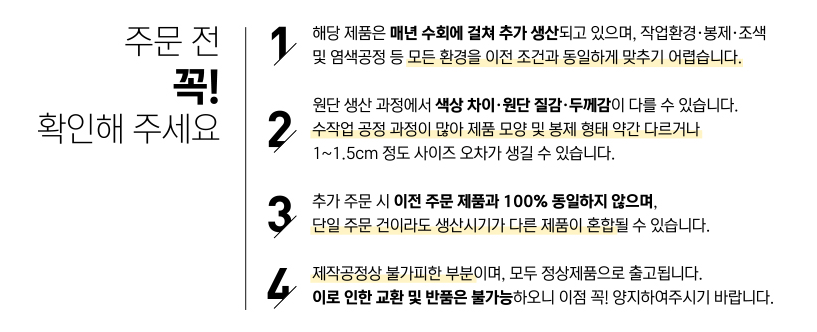 주문 전
꼭!
확인해 주세요
1
해당 제품은 매년 수회에 걸쳐 추가 생산되고 있으며, 작업환경·봉제·조색
및 염색공정 등 모든 환경을 이전 조건과 동일하게 맞추기 어렵습니다.
2
원단 생산 과정에서 색상 차이·원단 질감·두께감이 다를 수 있습니다.
수작업 공정 과정이 많아 제품 모양 및 봉제 형태 약간 다르거나
1~1.5cm 정도 사이즈 오차가 생길 수 있습니다.
3
추가 주문 시 이전 주문 제품과 100% 동일하지 않으며,
단일 주문 건이라도 생산시기가 다른 제품이 혼합될 수 있습니다.
4
제작공정상 불가피한 부분이며, 모두 정상제품으로 출고됩니다.
이로 인한 교환 및 반품은 불가능하오니 이점 꼭! 양지하여주시기 바랍니다.